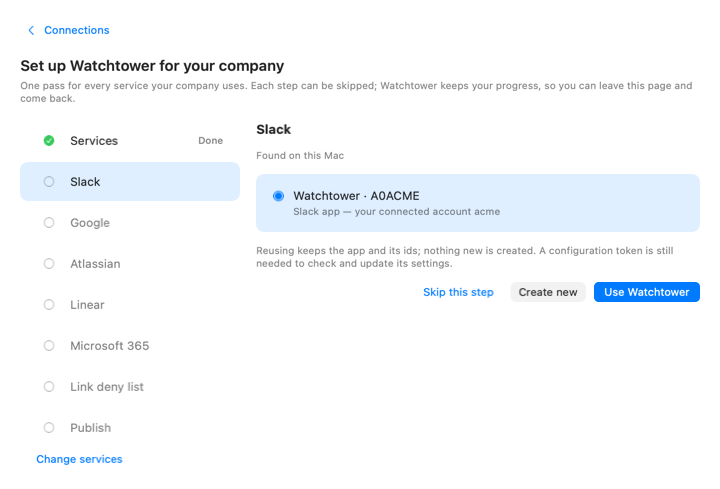 Connections
Set up Watchtower for your company
One pass for every service your company uses. Each step can be skipped; Watchtower keeps your progress, so you can leave this page and
come back.
Services
Done
Slack
Google
Atlassian
Linear
Microsoft 365
Link deny list
Publish
Change services
Slack
Found on this Mac
Watchtower · A0ACME
Slack app — your connected account acme
Reusing keeps the app and its ids; nothing new is created. A configuration token is still
needed to check and update its settings.
Skip this step
Create new
Use Watchtower